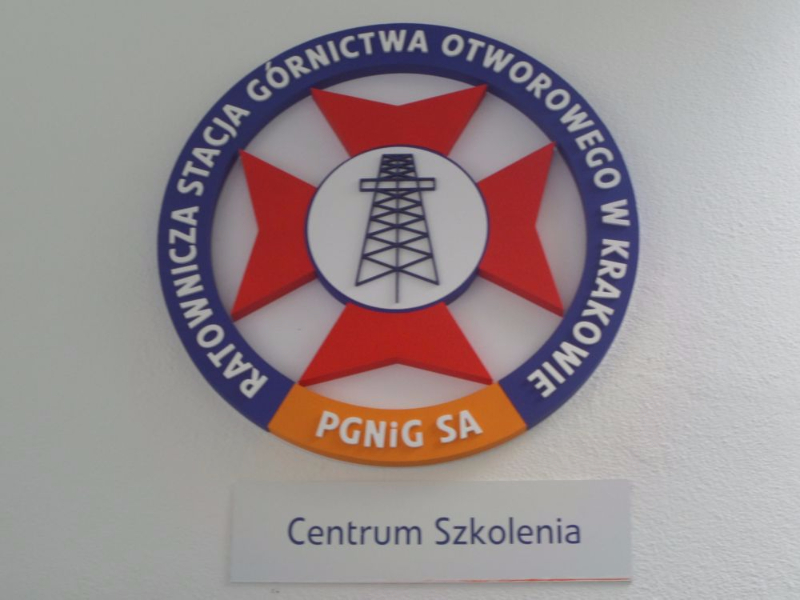 RATOWNICZA STACJA GÓRNICTWA OTWOROWEGO W KRAKOWIE
PGNiG SA
Centrum Szkolenia